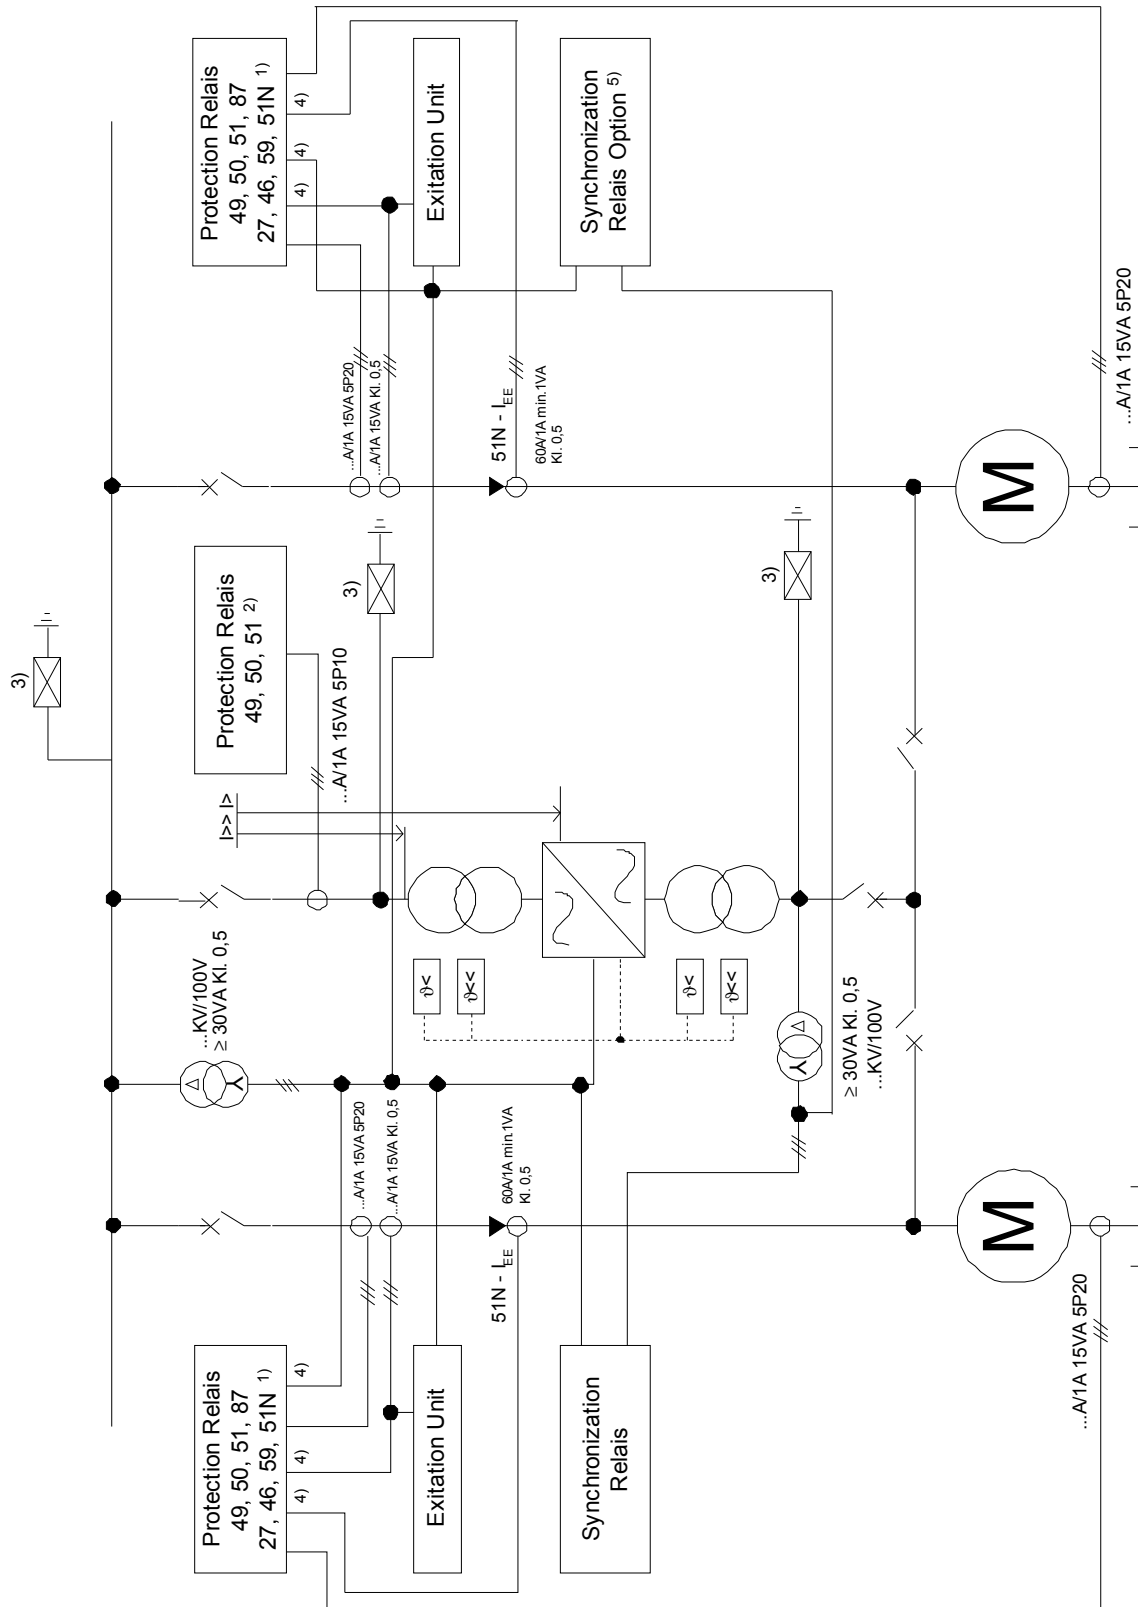 Protection Relais
49, 50, 51, 87
27, 46, 59, 51N 1)
4)
4)
4)
Exitation Unit
Synchronization
Relais
...A/1A 15VA 5P20
...A/1A 15VA Kl. 0,5
51N - IEE
60A/1A min.1VA
Kl. 0,5
M
...A/1A 15VA 5P20
...KV/100V
≥ 30VA Kl. 0,5
Y
ϑ<
ϑ<<
ϑ<
ϑ<<
≥ 30VA Kl. 0,5
...KV/100V
Y
I>> I>
3)
Protection Relais
49, 50, 51 2)
...A/1A 15VA 5P10
3)
3)
Protection Relais
49, 50, 51, 87
27, 46, 59, 51N 1)
4)
4)
4)
Exitation Unit
Synchronization
Relais Option 5)
...A/1A 15VA 5P20
...A/1A 15VA Kl. 0,5
51N - IEE
60A/1A min.1VA
Kl. 0,5
M
...A/1A 15VA 5P20